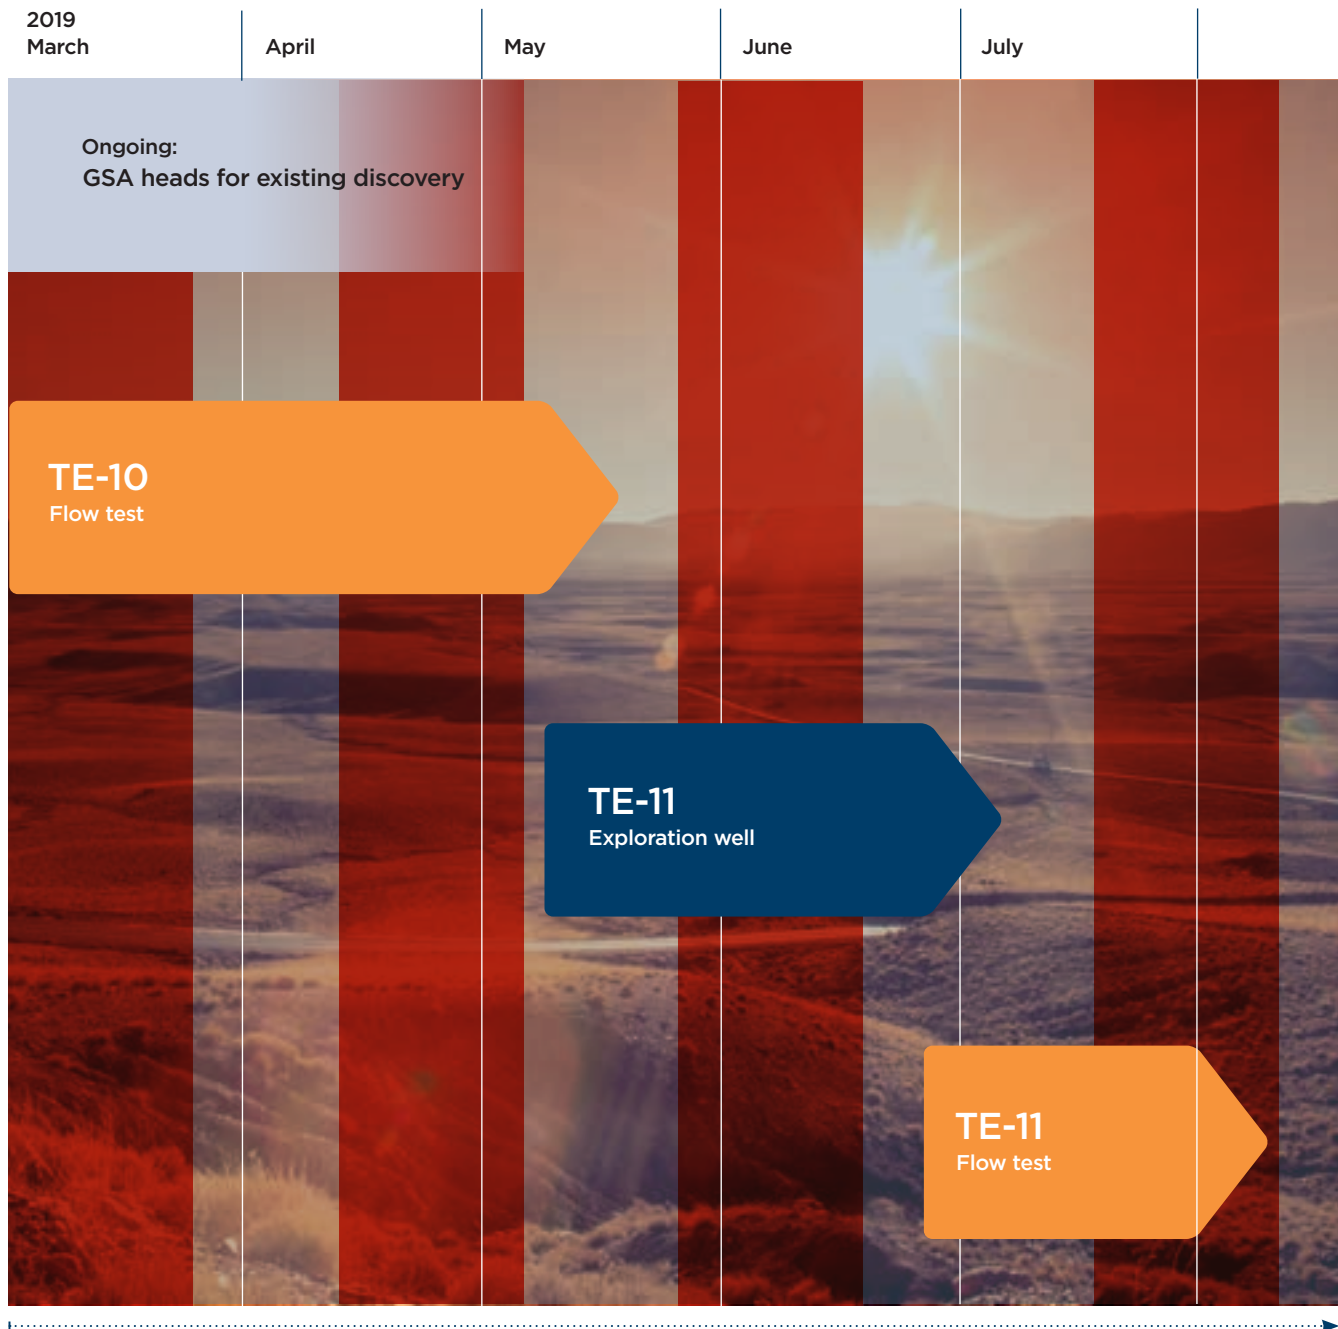 2019
March
April
May
June
July
Ongoing:
GSA heads for existing discovery
TE-10
Flow test
TE-11
Exploration well
TE-11
Flow test